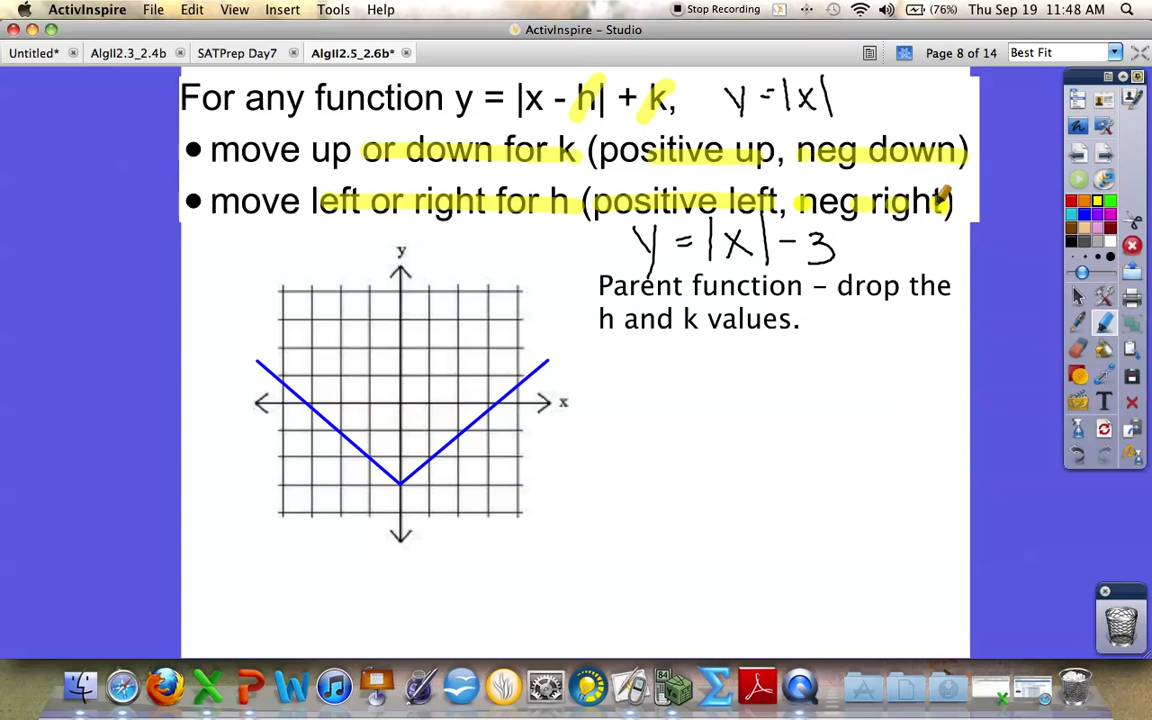 ActivInspire File Edit View Insert Tools Help Stop Recording (76%) Thu Sep 19 11:48 AM
ActivInspire - Studio
Untitled* AlgII2.3_2.4b SATPrep Day7 AlgII2.5_2.6b* Page 8 of 14 Best Fit
For any function y = |x - h| + k, y = |x|
• move up or down for k (positive up, neg down)
• move left or right for h (positive left, neg right)
y = |x| - 3
y
Parent function – drop the
h and k values.
x
84